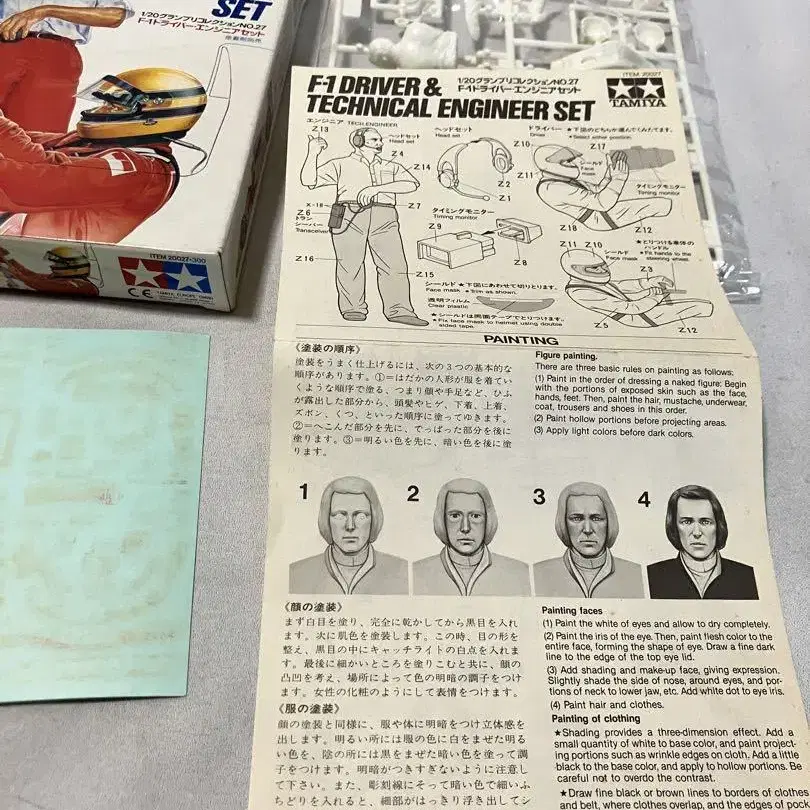 SET
1/20グランプリコレクションNO.27
F-1ドライバー・エンジニアセット
ITEM 20027-300
CE
F-1 DRIVER &
TECHNICAL ENGINEER SET
1/20グランプリコレクションNO.27
F-1ドライバー・エンジニアセット
ITEM 20027
TAMIYA
エンジニア TECH. ENGINEER
Z13
ヘッドセット
Head set
Z4
Z14
X-18
Z6
トランシーバー
Transceiver
Z7
Z16
Z15
ヘッドセット
Head set
Z2
Z1
タイミングモニター
Timing monitor
Z9
Z8
シールド ★下図にあわせて切りとります。
Face mask ★Trim as shown.
透明フィルム
Clear plastic
★シールドは両面テープでとりつけます。
★Fix face mask to helmet using double
sided tape.
ドライバー
Driver
★下図のどちらか選んでくみたてます。
★Select either position.
Z10
Z11
Z17
シールド
Face mask
タイミングモニター
Timing monitor
Z18
Z12
Z11 Z10
シールド
Face mask
★とりつける車体の
ハンドル
★Fix hands to the
steering wheel.
Z3
Z5
Z12
PAINTING
《塗装の順序》
塗装をうまく仕上げるには、次の3つの基本的な
順序があります。①＝はだかの人形が服を着てい
くような順序で塗る、つまり顔や手足など、ひふ
が露出した部分から、頭髪やヒゲ、下着、上着、
ズボン、くつ、といった順序に塗ってゆきます。
②＝へこんだ部分を先に、でっぱった部分を後に
塗ります。③＝明るい色を先に、暗い色を後に塗
ります。
Figure painting.
There are three basic rules on painting as follows:
(1) Paint in the order of dressing a naked figure: Begin
with the portions of exposed skin such as the face,
hands, feet. Then, paint the hair, mustache, underwear,
coat, trousers and shoes in this order.
(2) Paint hollow portions before projecting areas.
(3) Apply light colors before dark colors.
1
2
3
4
《顔の塗装》
まず白目を塗り、完全に乾かしてから黒目を入れ
ます。次に肌色を塗装します。この時、目の形を
整え、黒目の中にキャッチライトの白点を入れま
す。最後に細かいところを塗りこむと共に、顔の
凸凹を考え、場所によって色の明暗の調子をつけ
ます。女性の化粧のようにして表情をつけます。
《服の塗装》
顔の塗装と同様に、服や体に明暗をつけ立体感を
出します。明るい所には服の色に白をまぜた明る
い色を、陰の所には黒をまぜた暗い色を塗って調
子をつけます。明暗がつきすぎないように注意し
て下さい。また、彫刻線にそって暗い色で細いふ
ちどりを入れると、細部がはっきり浮き出してシ
Painting faces
(1) Paint the white of eyes and allow to dry completely.
(2) Paint the iris of the eye. Then, paint flesh color to the
entire face, forming the shape of eye. Draw a fine dark
line to the edge of the top eye lid.
(3) Add shading and make-up face, giving expression.
Slightly shade the side of nose, around eyes, and por-
tions of neck to lower jaw, etc. Add white dot to eye iris.
(4) Paint hair and clothes.
Painting of clothing
★Shading provides a three-dimension effect. Add a
small quantity of white to base color, and paint project-
ing portions such as wrinkle edges on cloth. Add a little
black to the base color, and apply to hollow portions. Be
careful not to overdo the contrast.
★Draw fine black or brown lines to borders of clothes
and belt, where clothes overlap, and the edges of pock